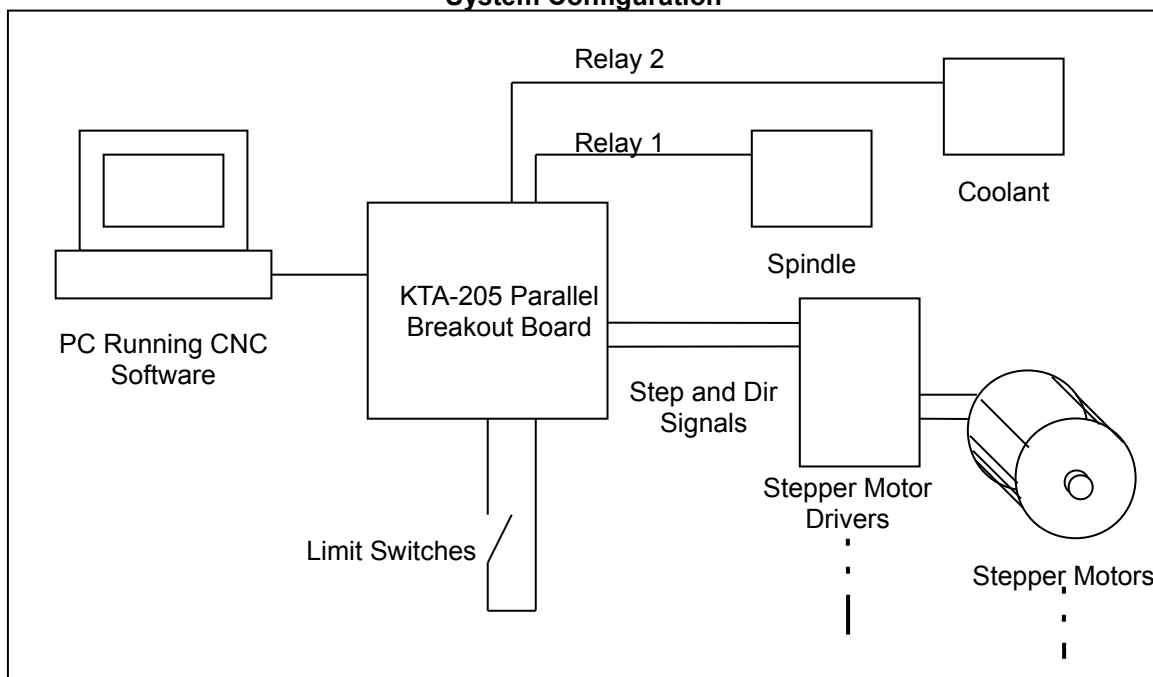 System Configuration
Relay 2
Relay 1
Coolant
Spindle
KTA-205 Parallel
Breakout Board
PC Running CNC
Software
Step and Dir
Signals
Stepper Motor
Drivers
Limit Switches
Stepper Motors